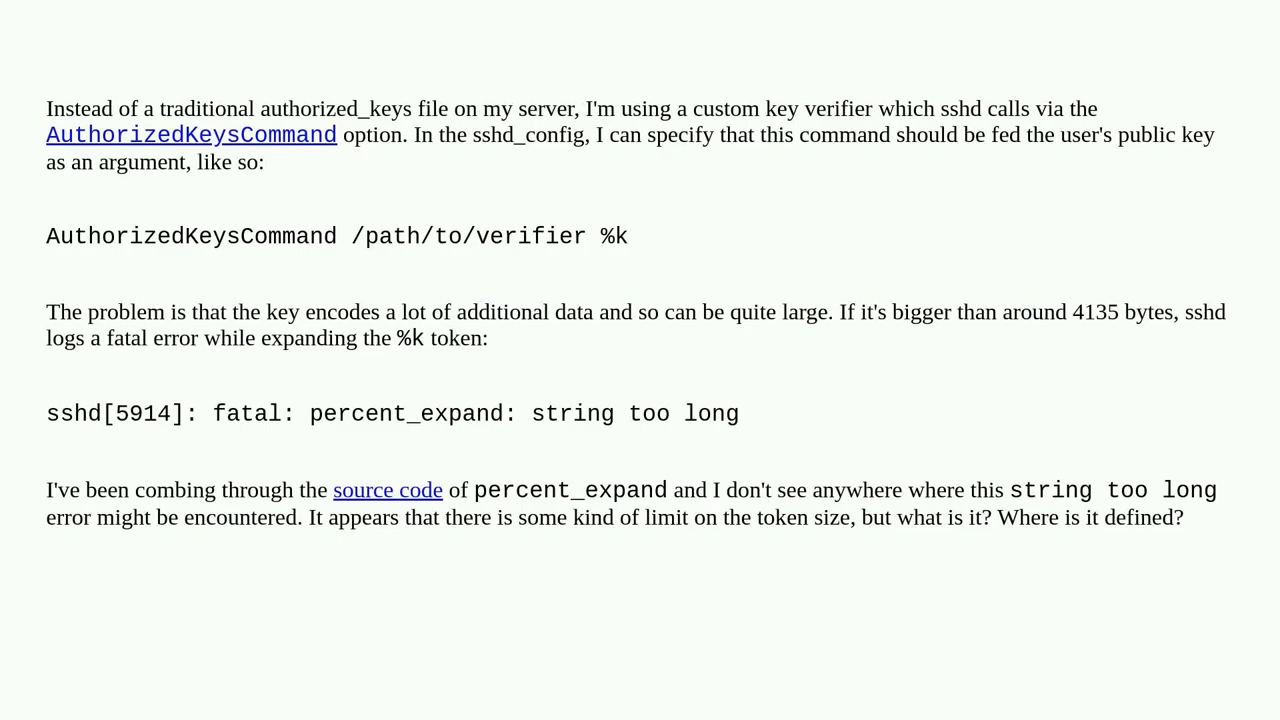 Instead of a traditional authorized_keys file on my server, I'm using a custom key verifier which sshd calls via the
AuthorizedKeysCommand option. In the sshd_config, I can specify that this command should be fed the user's public key
as an argument, like so:
AuthorizedKeysCommand /path/to/verifier %k
The problem is that the key encodes a lot of additional data and so can be quite large. If it's bigger than around 4135 bytes, sshd
logs a fatal error while expanding the %k token:
sshd[5914]: fatal: percent_expand: string too long
I've been combing through the source code of percent_expand and I don't see anywhere where this string too long
error might be encountered. It appears that there is some kind of limit on the token size, but what is it? Where is it defined?